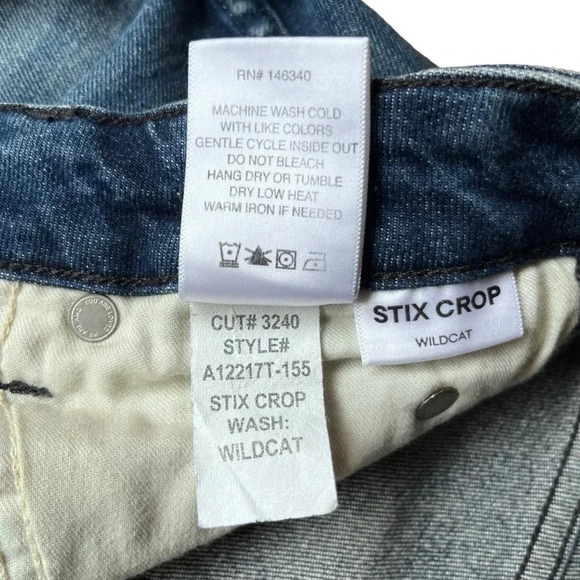 RN# 146340
MACHINE WASH COLD
WITH LIKE COLORS
GENTLE CYCLE INSIDE OUT
DO NOT BLEACH
HANG DRY OR TUMBLE
DRY LOW HEAT
WARM IRON IF NEEDED
CUT# 3240
STYLE#
A12217T-155
STIX CROP
WASH:
WILDCAT
STIX CROP
WILDCAT